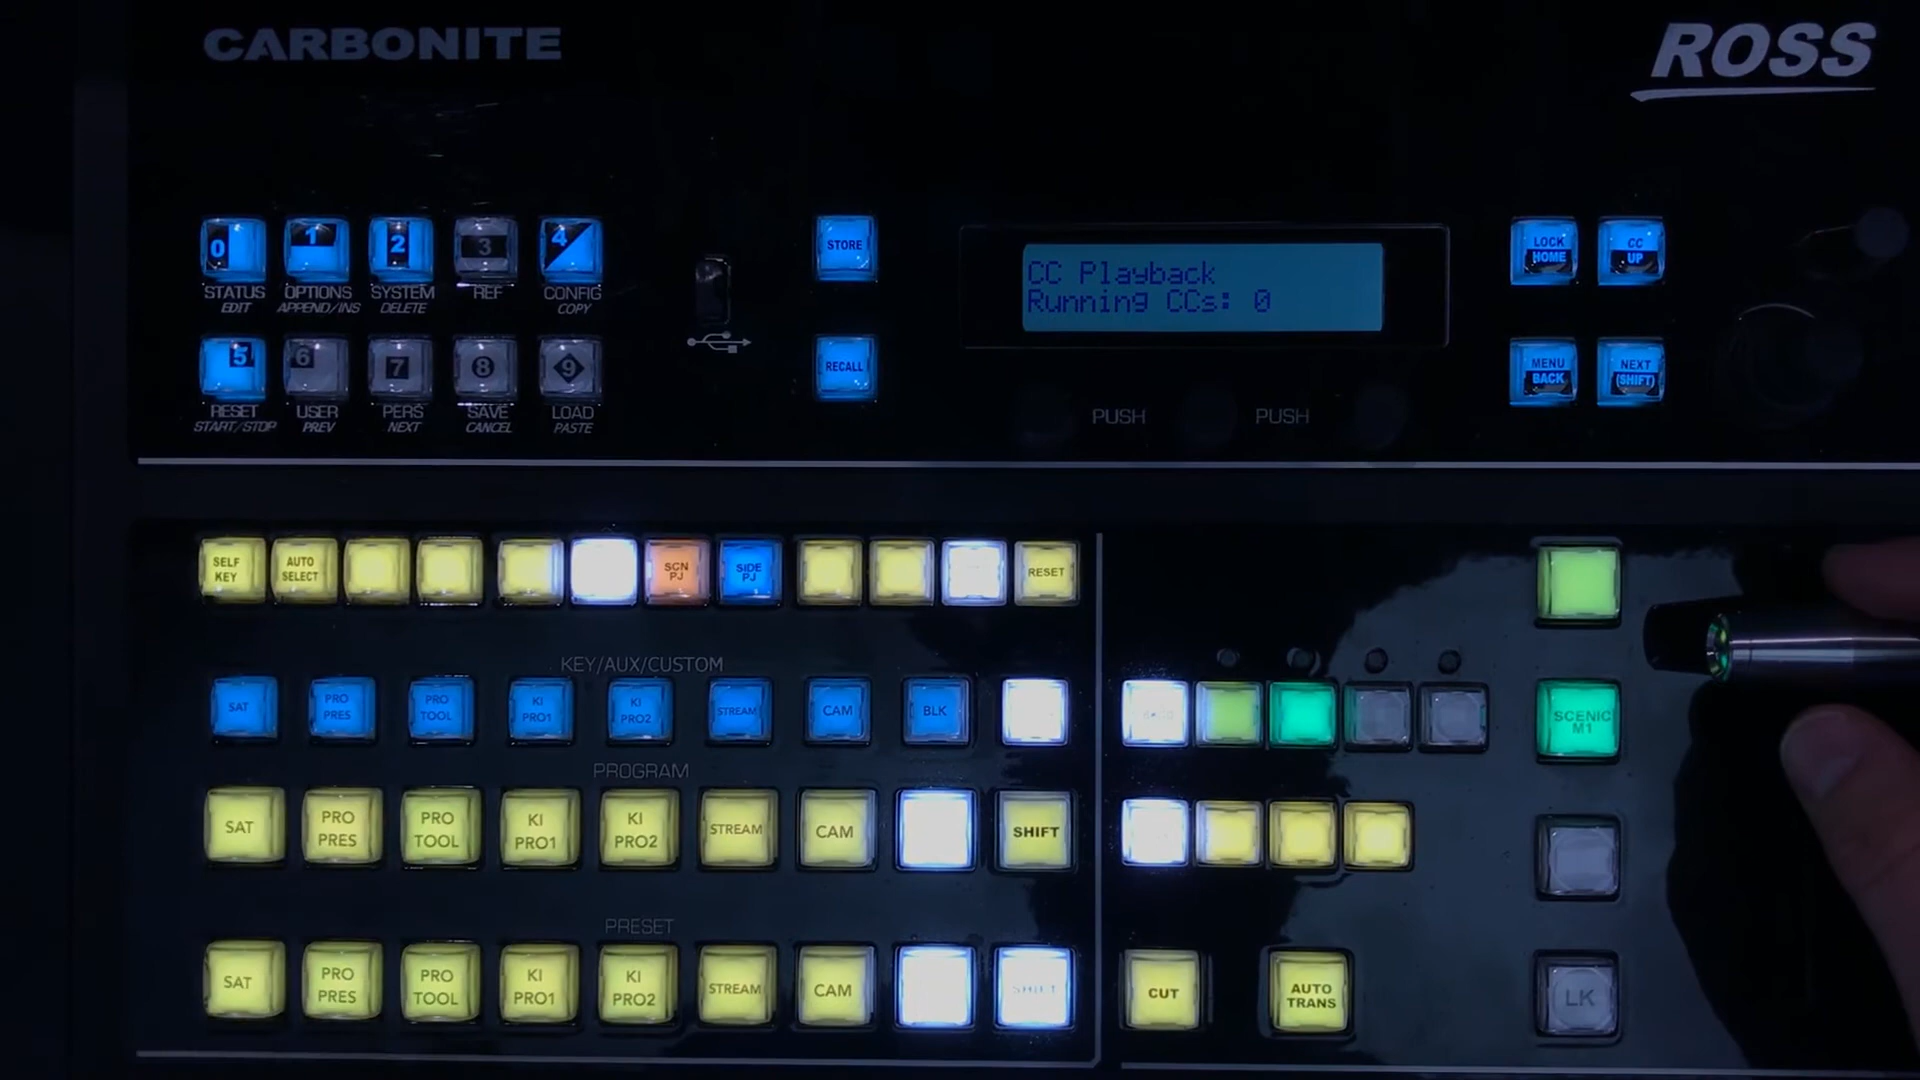 CARBONITE
ROSS
0
1
2
3
4
STATUS
EDIT
OPTIONS
APPEND/INS
SYSTEM
DELETE
REF
CONFIG
COPY
5
6
7
8
9
RESET
START/STOP
USER
PREV
PERS
NEXT
SAVE
CANCEL
LOAD
PASTE
STORE
RECALL
CC Playback
Running CCs: 0
PUSH
PUSH
LOCK
HOME
CC
UP
MENU
BACK
NEXT
(SHIFT)
SELF
KEY
AUTO
SELECT
SCN
PJ
SIDE
PJ
RESET
KEY/AUX/CUSTOM
SAT
PRO
PRES
PRO
TOOL
KI
PRO1
KI
PRO2
STREAM
CAM
BLK
SCENIC
M1
PROGRAM
SAT
PRO
PRES
PRO
TOOL
KI
PRO1
KI
PRO2
STREAM
CAM
SHIFT
PRESET
SAT
PRO
PRES
PRO
TOOL
KI
PRO1
KI
PRO2
STREAM
CAM
SHIFT
CUT
AUTO
TRANS
LK